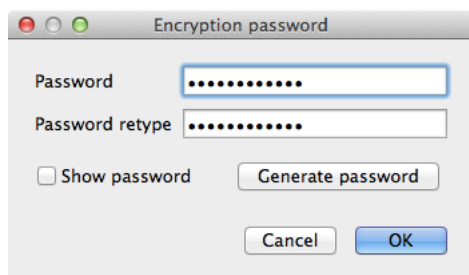 Encryption password
Password ••••••••••••
Password retype ••••••••••••
Show password Generate password
Cancel OK